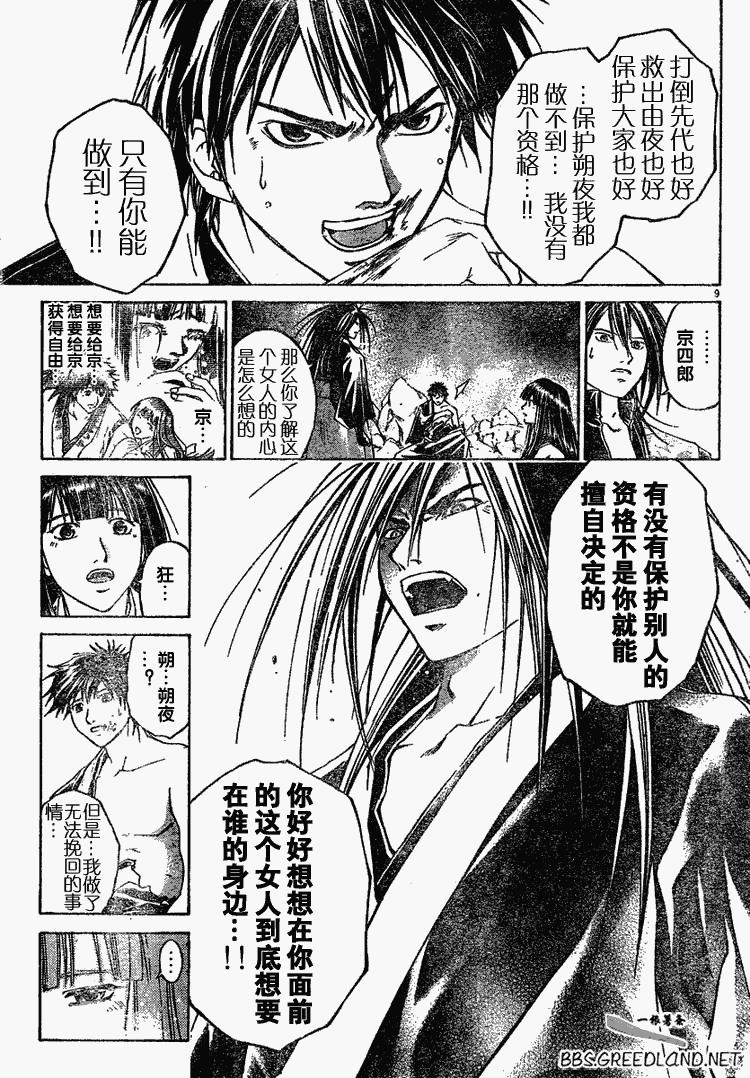 打倒先代也好
救出由夜也好
保护大家也好
…保护朔夜我都
做不到…我没有
那个资格…!!
只有你能
做到…!!
9
……
京四郎
那么你了解这
个女人的内心
是怎么想的
京…
想要给京…
想要给京
获得自由
有没有保护别人的
资格不是你就能
擅自决定的
狂…
朔…朔夜
…?
但是…我做了
无法挽回的事
情…
你好好想想在你面前
的这个女人到底想要
在谁的身边…!!
……
BBS.GREEDLAND.NET